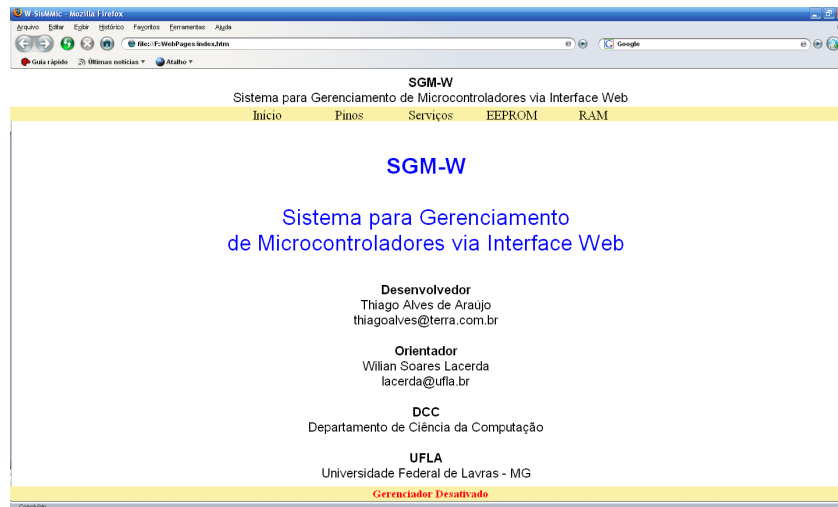 W-SisMMic - Mozilla Firefox
Arquivo Editar Exibir Histórico Favoritos Ferramentas Ajuda
file:///F:/WebPages/index.htm Google
Guia rápido Últimas notícias Atalho
SGM-W
Sistema para Gerenciamento de Microcontroladores via Interface Web
Inicio Pinos Serviços EEPROM RAM
SGM-W
Sistema para Gerenciamento
de Microcontroladores via Interface Web
Desenvolvedor
Thiago Alves de Araújo
thiagoalves@terra.com.br
Orientador
Wilian Soares Lacerda
lacerda@ufla.br
DCC
Departamento de Ciência da Computação
UFLA
Universidade Federal de Lavras - MG
Gerenciador Desativado
Concluído